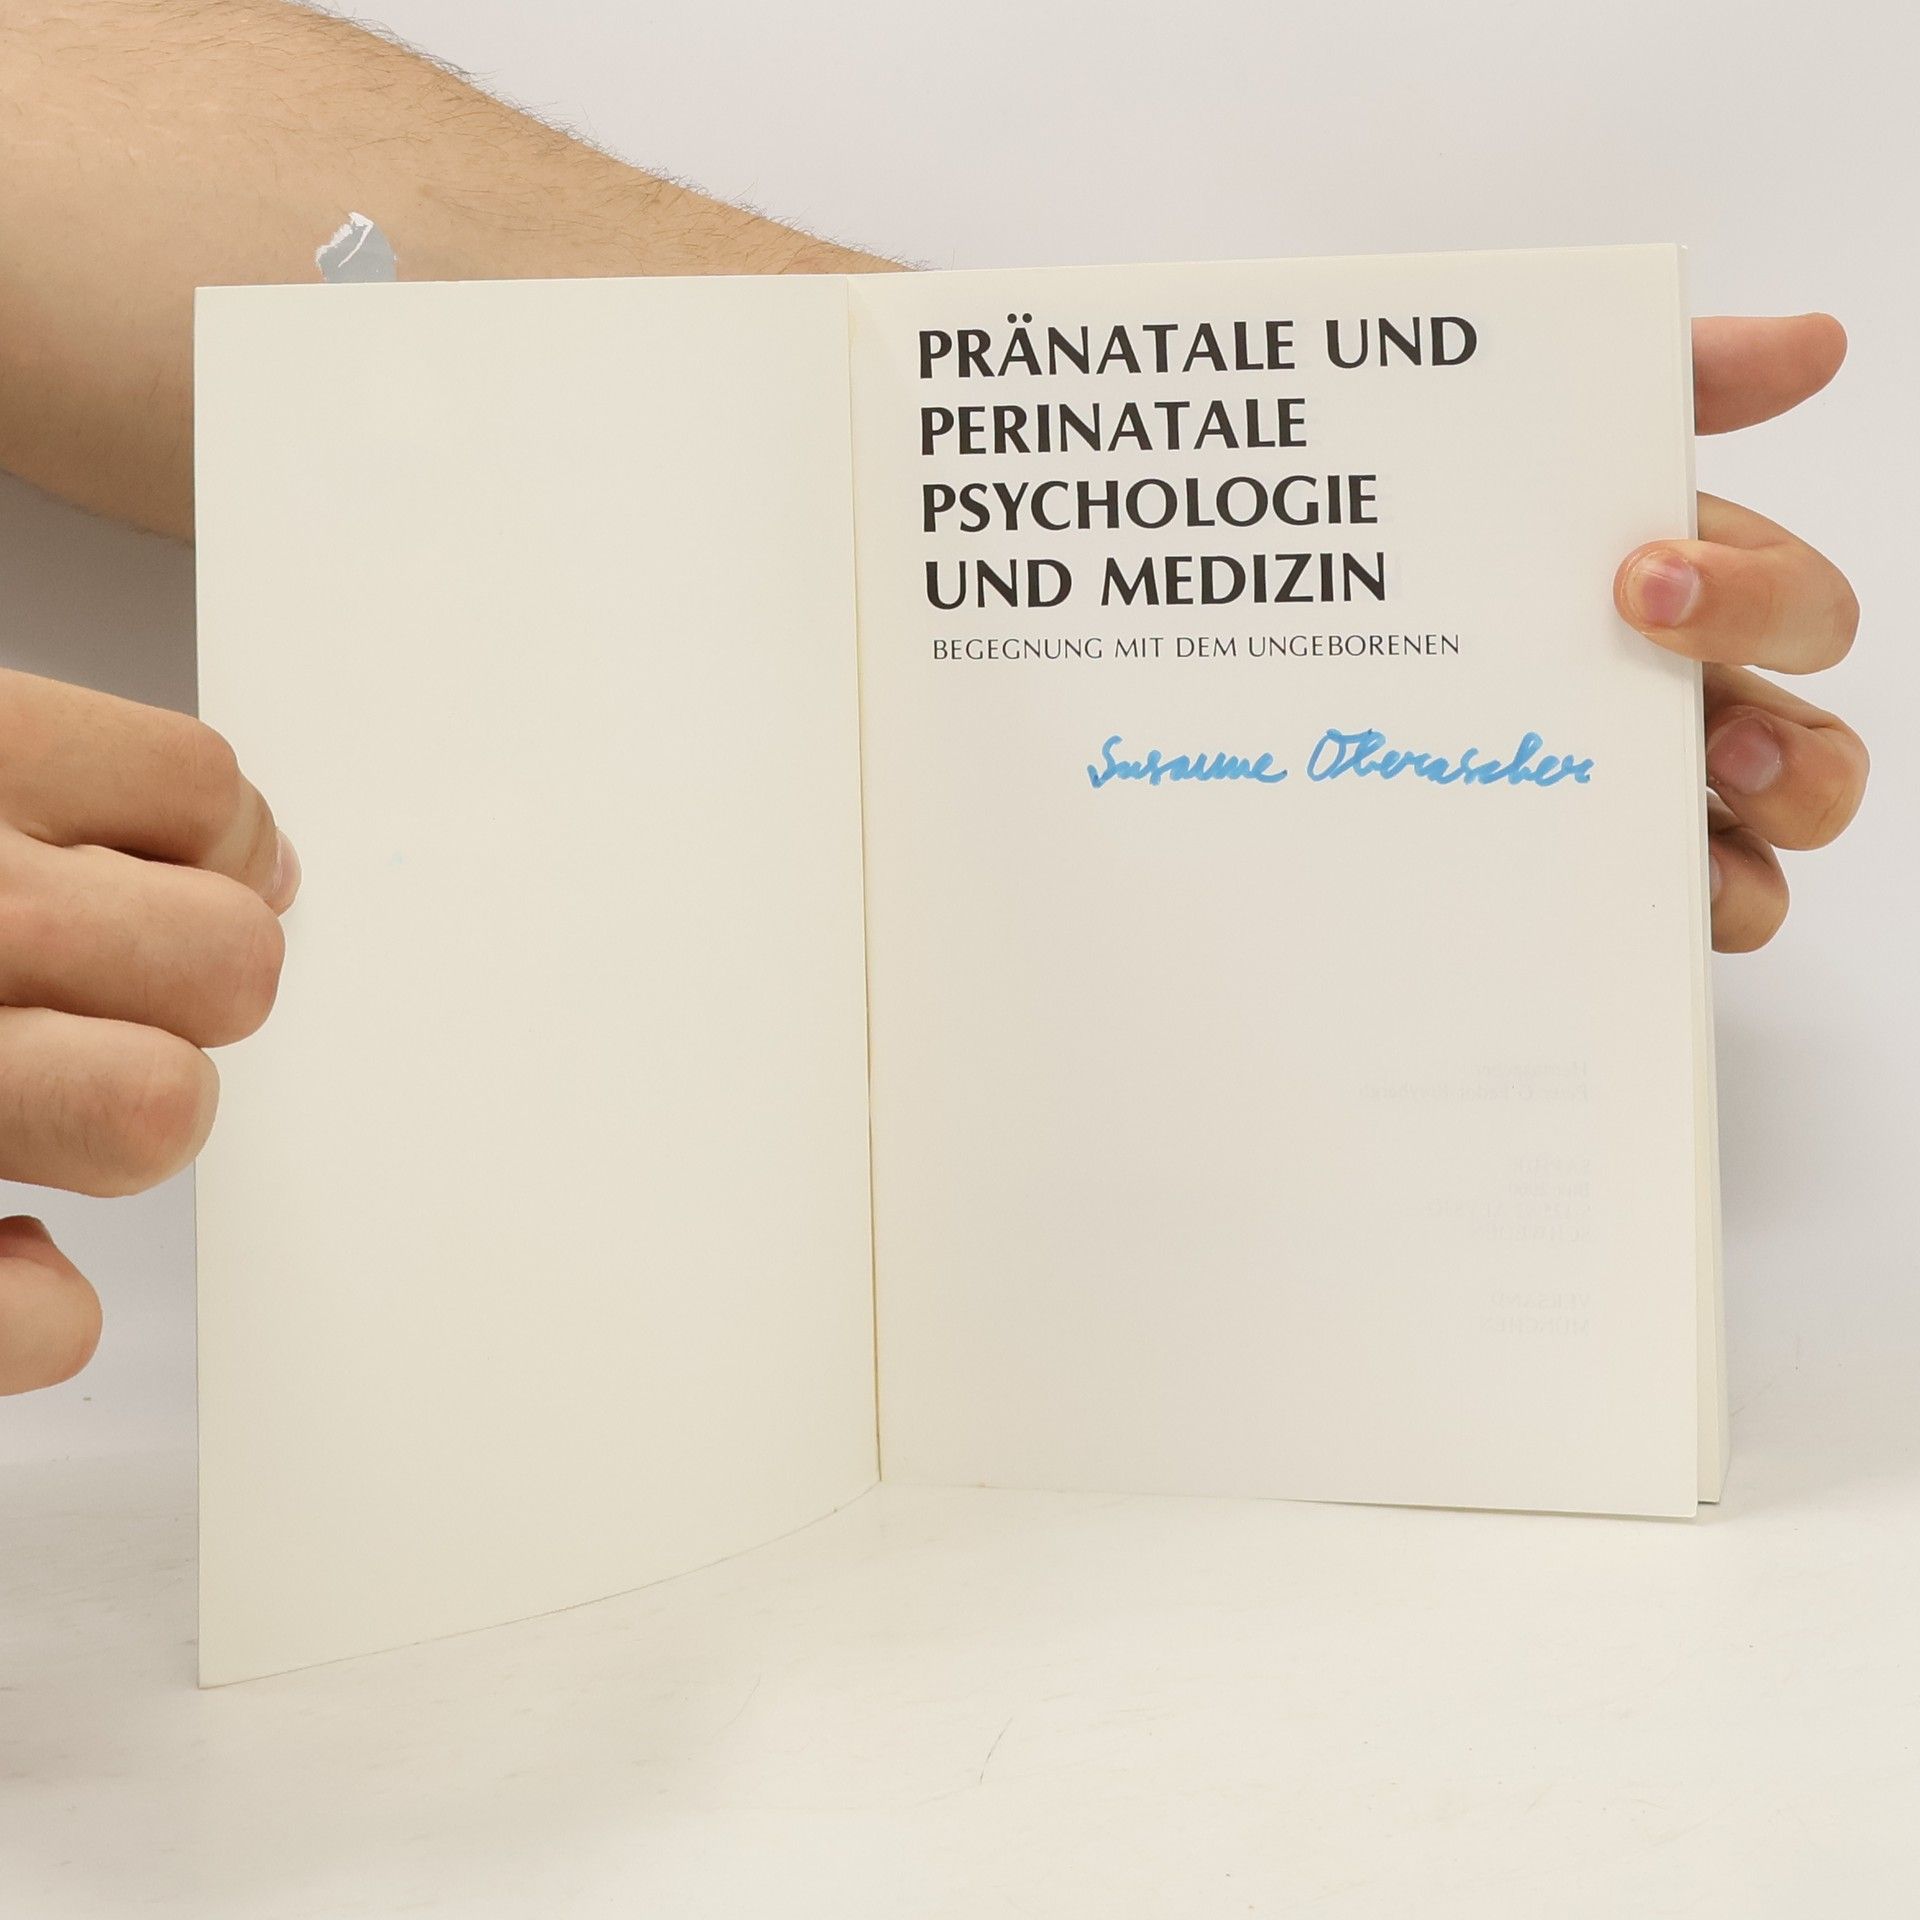 PRÄNATALE UND
PERINATALE
PSYCHOLOGIE
UND MEDIZIN
BEGEGNUNG MIT DEM UNGEBORENEN
Susanne Oberascher